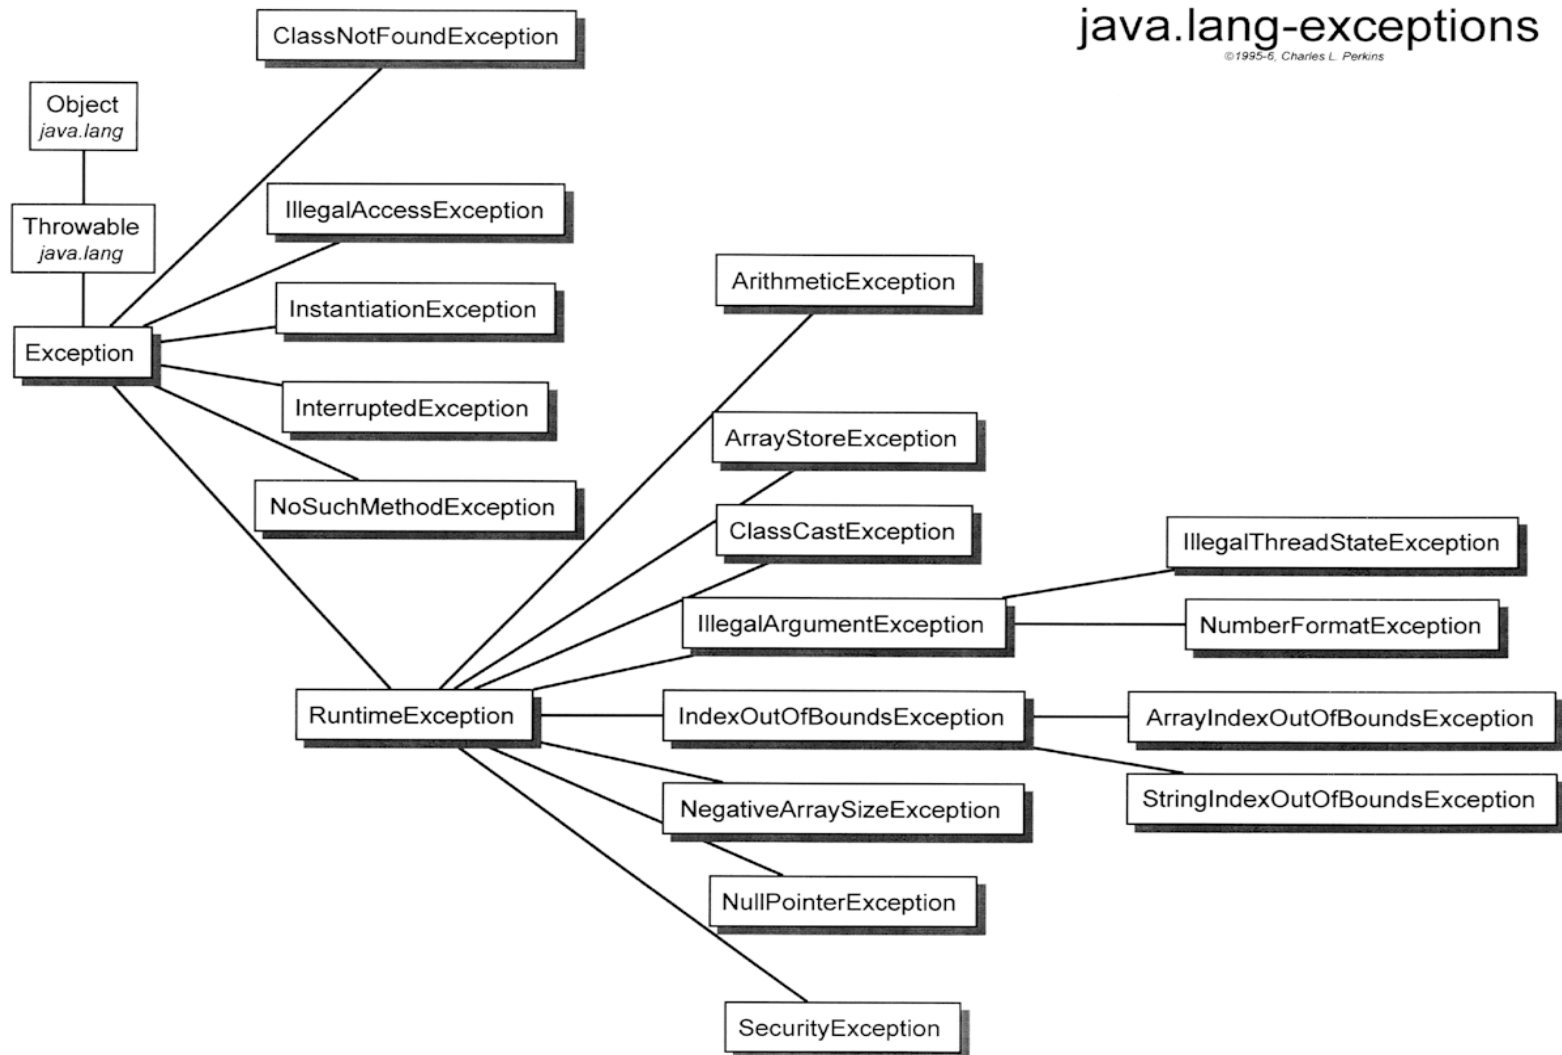 java.lang-exceptions
©1995-6, Charles L. Perkins
ClassNotFoundException
Object
java.lang
IllegalAccessException
Throwable
java.lang
ArithmeticException
InstantiationException
Exception
InterruptedException
ArrayStoreException
NoSuchMethodException
ClassCastException
IllegalThreadStateException
IllegalArgumentException
NumberFormatException
RuntimeException
IndexOutOfBoundsException
ArrayIndexOutOfBoundsException
StringIndexOutOfBoundsException
NegativeArraySizeException
NullPointerException
SecurityException